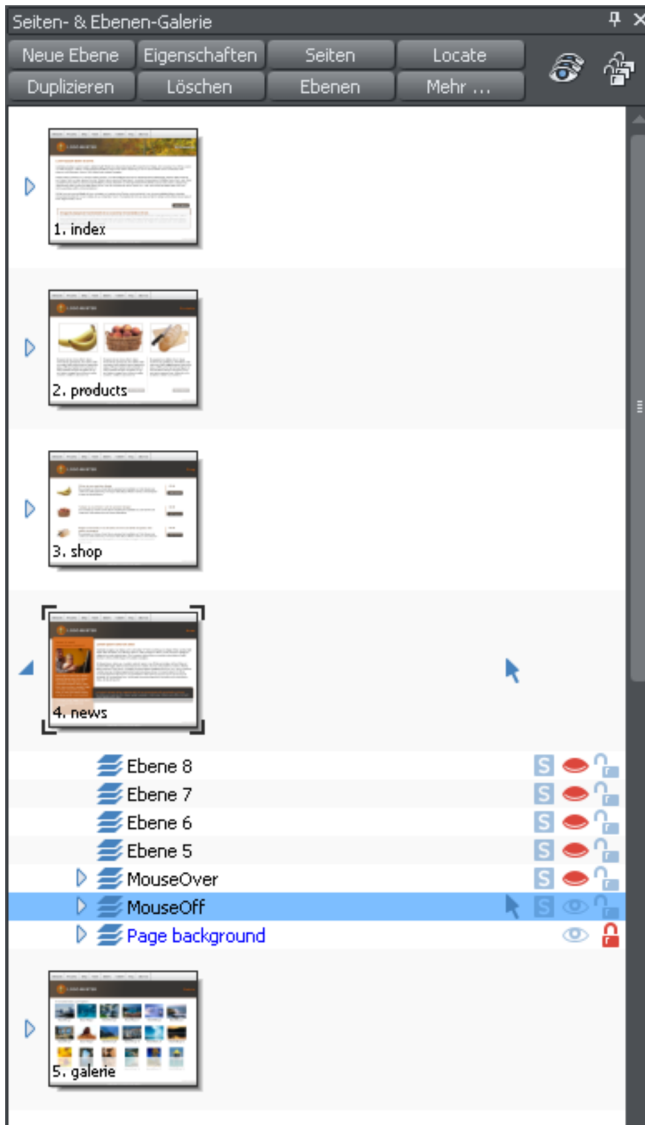 Seiten- & Ebenen-Galerie
Neue Ebene Eigenschaften Seiten Locate
Duplizieren Löschen Ebenen Mehr ...
1. index
2. products
3. shop
4. news
Ebene 8 S
Ebene 7 S
Ebene 6 S
Ebene 5 S
MouseOver S
MouseOff S
Page background
5. galerie